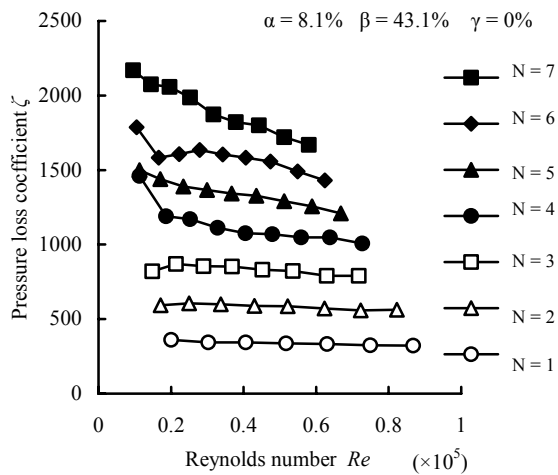 α = 8.1% β = 43.1% γ = 0%
2500
2000
1500
1000
500
0
Pressure loss cocfficient ζ
N = 7
N = 6
N = 5
N = 4
N = 3
N = 2
N = 1
0 0.2 0.4 0.6 0.8 1
Reynolds number Re (×10⁵)